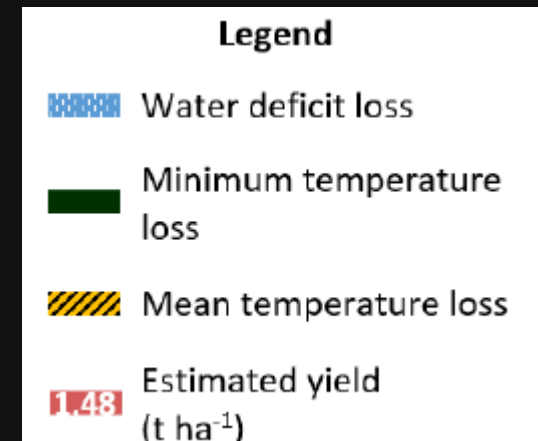 Legend
Water deficit loss
Minimum temperature
loss
Mean temperature loss
1.48
Estimated yield
(t ha⁻¹)